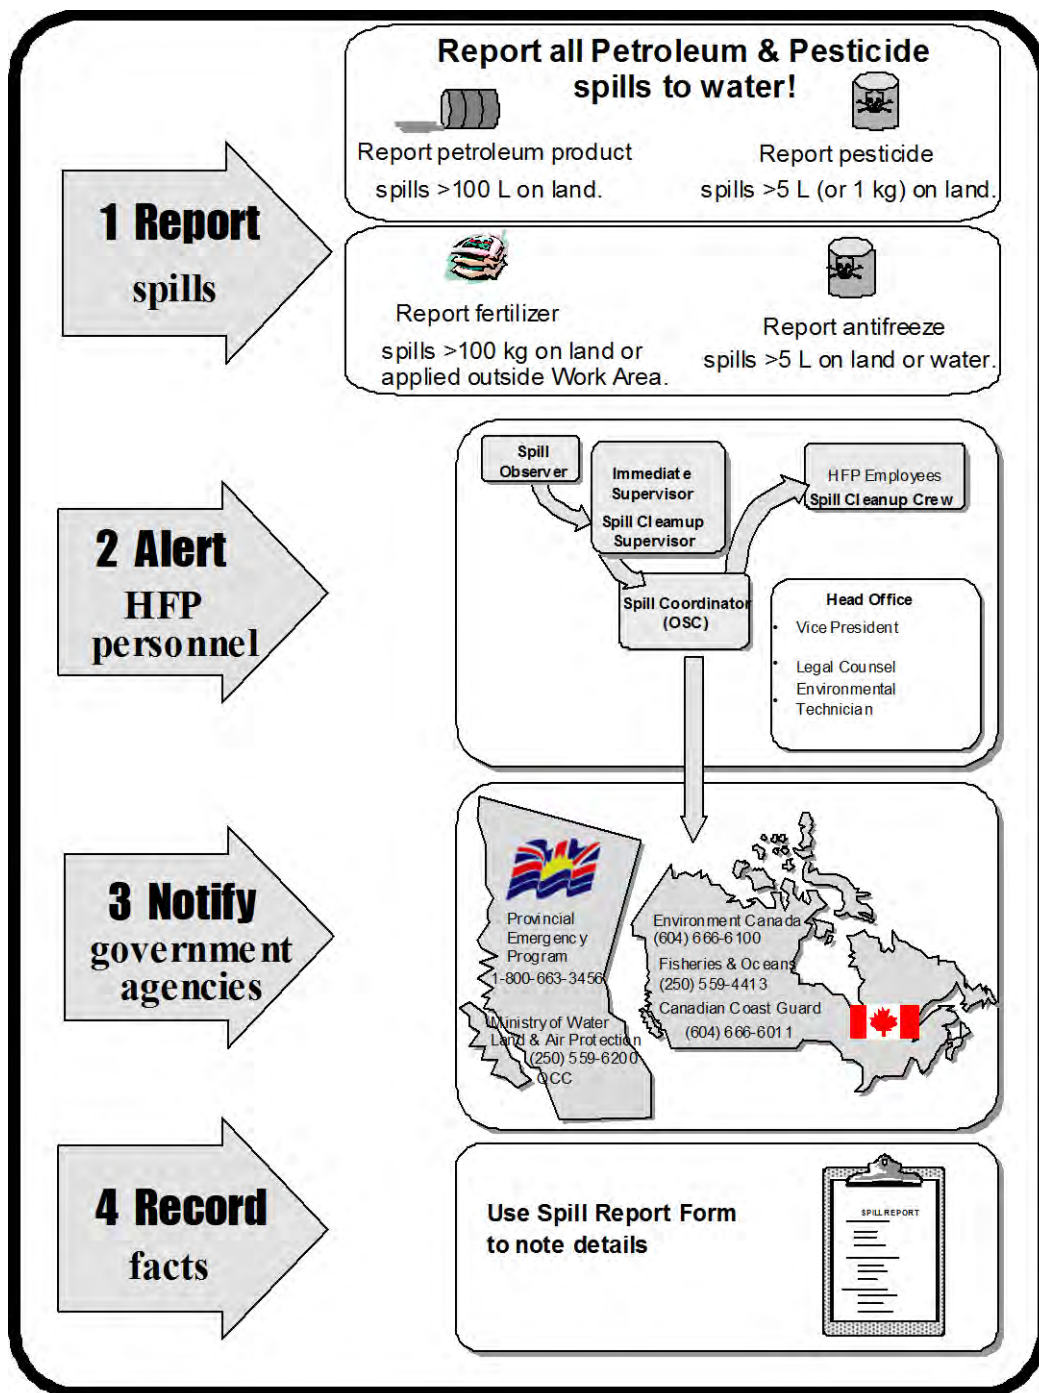 Report all Petroleum & Pesticide
spills to water!
Report petroleum product
spills >100 L on land.
Report pesticide
spills >5 L (or 1 kg) on land.
1 Report
spills
Report fertilizer
spills >100 kg on land or
applied outside Work Area.
Report antifreeze
spills >5 L on land or water.
2 Alert
HFP
personnel
Spill
Observer
Immediate
Supervisor
Spill Cleamup
Supervisor
HFP Employees
Spill Cleanup Crew
Spill Coordinator
(OSC)
Head Office
• Vice President
• Legal Counsel
Environmental
• Technician
3 Notify
government
agencies
Provincial
Emergency
Program
1-800-663-3456
Ministry of Water
Land & Air Protection
(250) 559-6200
QCC
Environment Canada
(604) 666-6100
Fisheries & Oceans
(250) 559-4413
Canadian Coast Guard
(604) 666-6011
4 Record
facts
Use Spill Report Form
to note details
SPILL REPORT